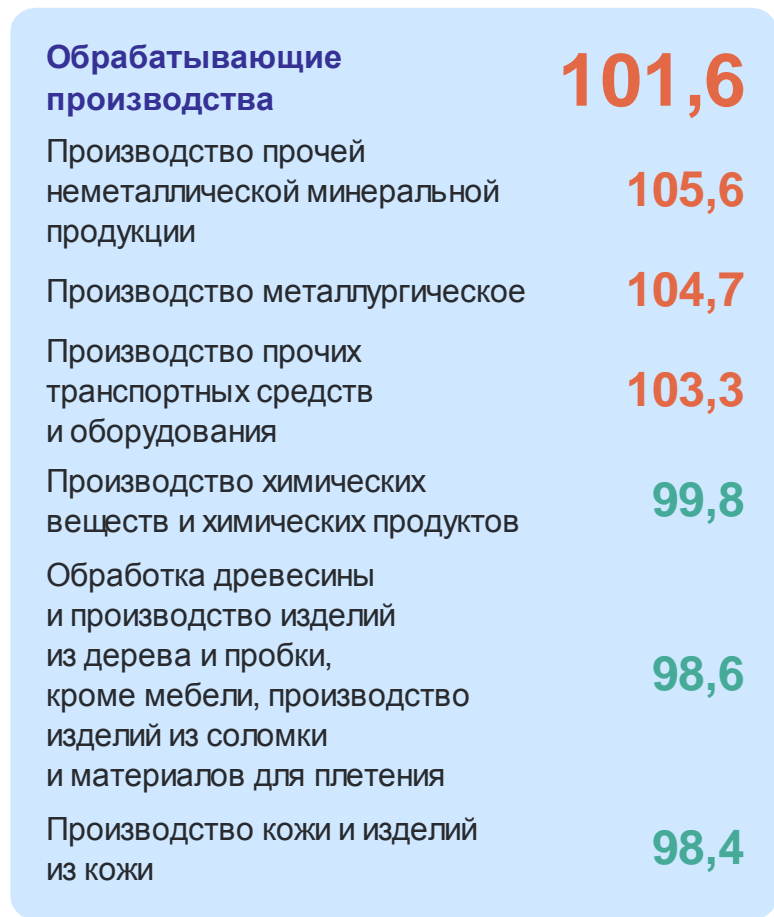 Обрабатывающие
производства
101,6
Производство прочей
неметаллической минеральной
продукции
105,6
Производство металлургическое
104,7
Производство прочих
транспортных средств
и оборудования
103,3
Производство химических
веществ и химических продуктов
99,8
Обработка древесины
и производство изделий
из дерева и пробки,
кроме мебели, производство
изделий из соломки
и материалов для плетения
98,6
Производство кожи и изделий
из кожи
98,4